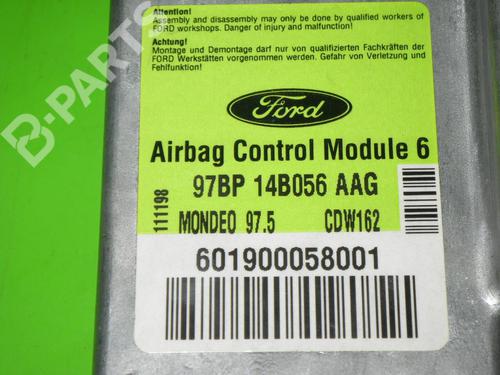 Attention!
Assembly and disassembly may only be done by qualified workers of
FORD workshops. Danger of injury and malfunction!
Achtung!
Montage und Demontage darf nur von qualifizierten Fachkräften der
FORD Werkstätten vorgenommen werden. Gefahr von Verletzung und
Fehlfunktion!
Ford
Airbag Control Module 6
97BP 14B056 AAG
111198
MONDEO 97.5 CDW162
601900058001
B-PARTS
B-PARTS